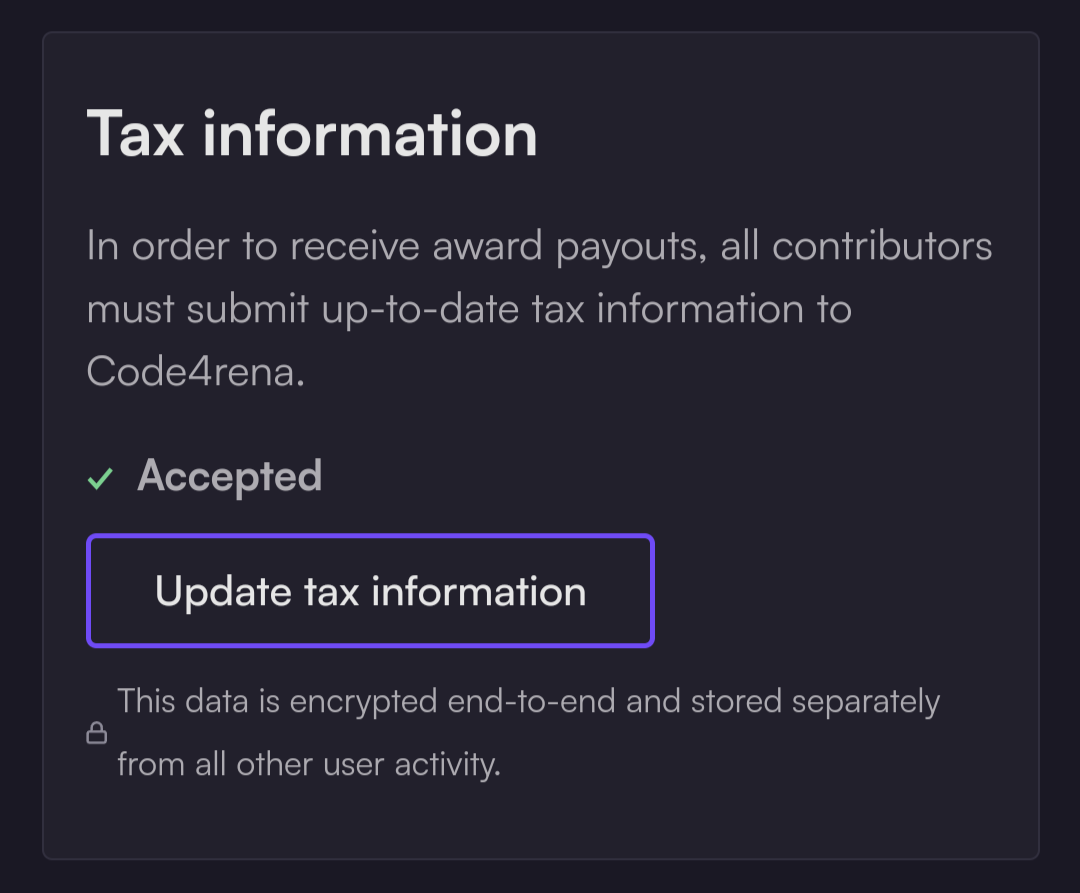 Tax information
In order to receive award payouts, all contributors
must submit up-to-date tax information to
Code4rena.
Accepted
Update tax information
This data is encrypted end-to-end and stored separately
from all other user activity.